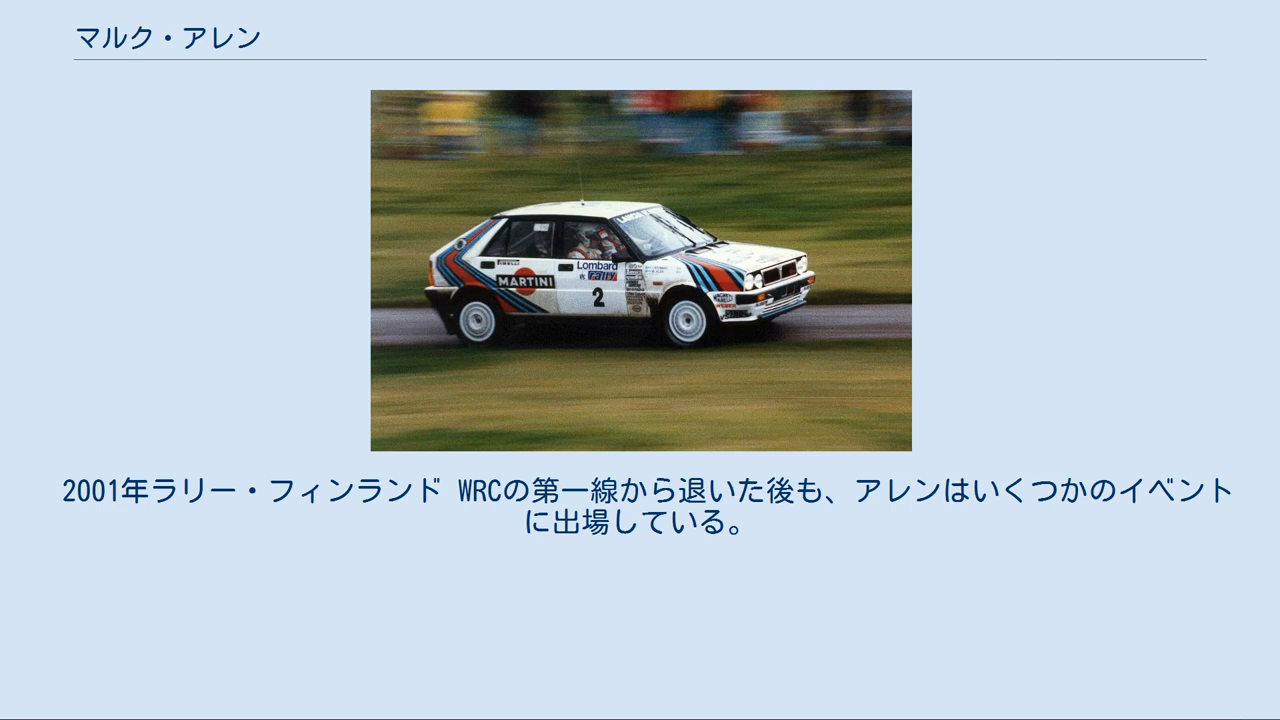 マルク・アレン
LANCIA
PIRELLI
MARTINI
Lombard
rally
2
2001年ラリー・フィンランド WRCの第一線から退いた後も、アレンはいくつかのイベント
に出場している。